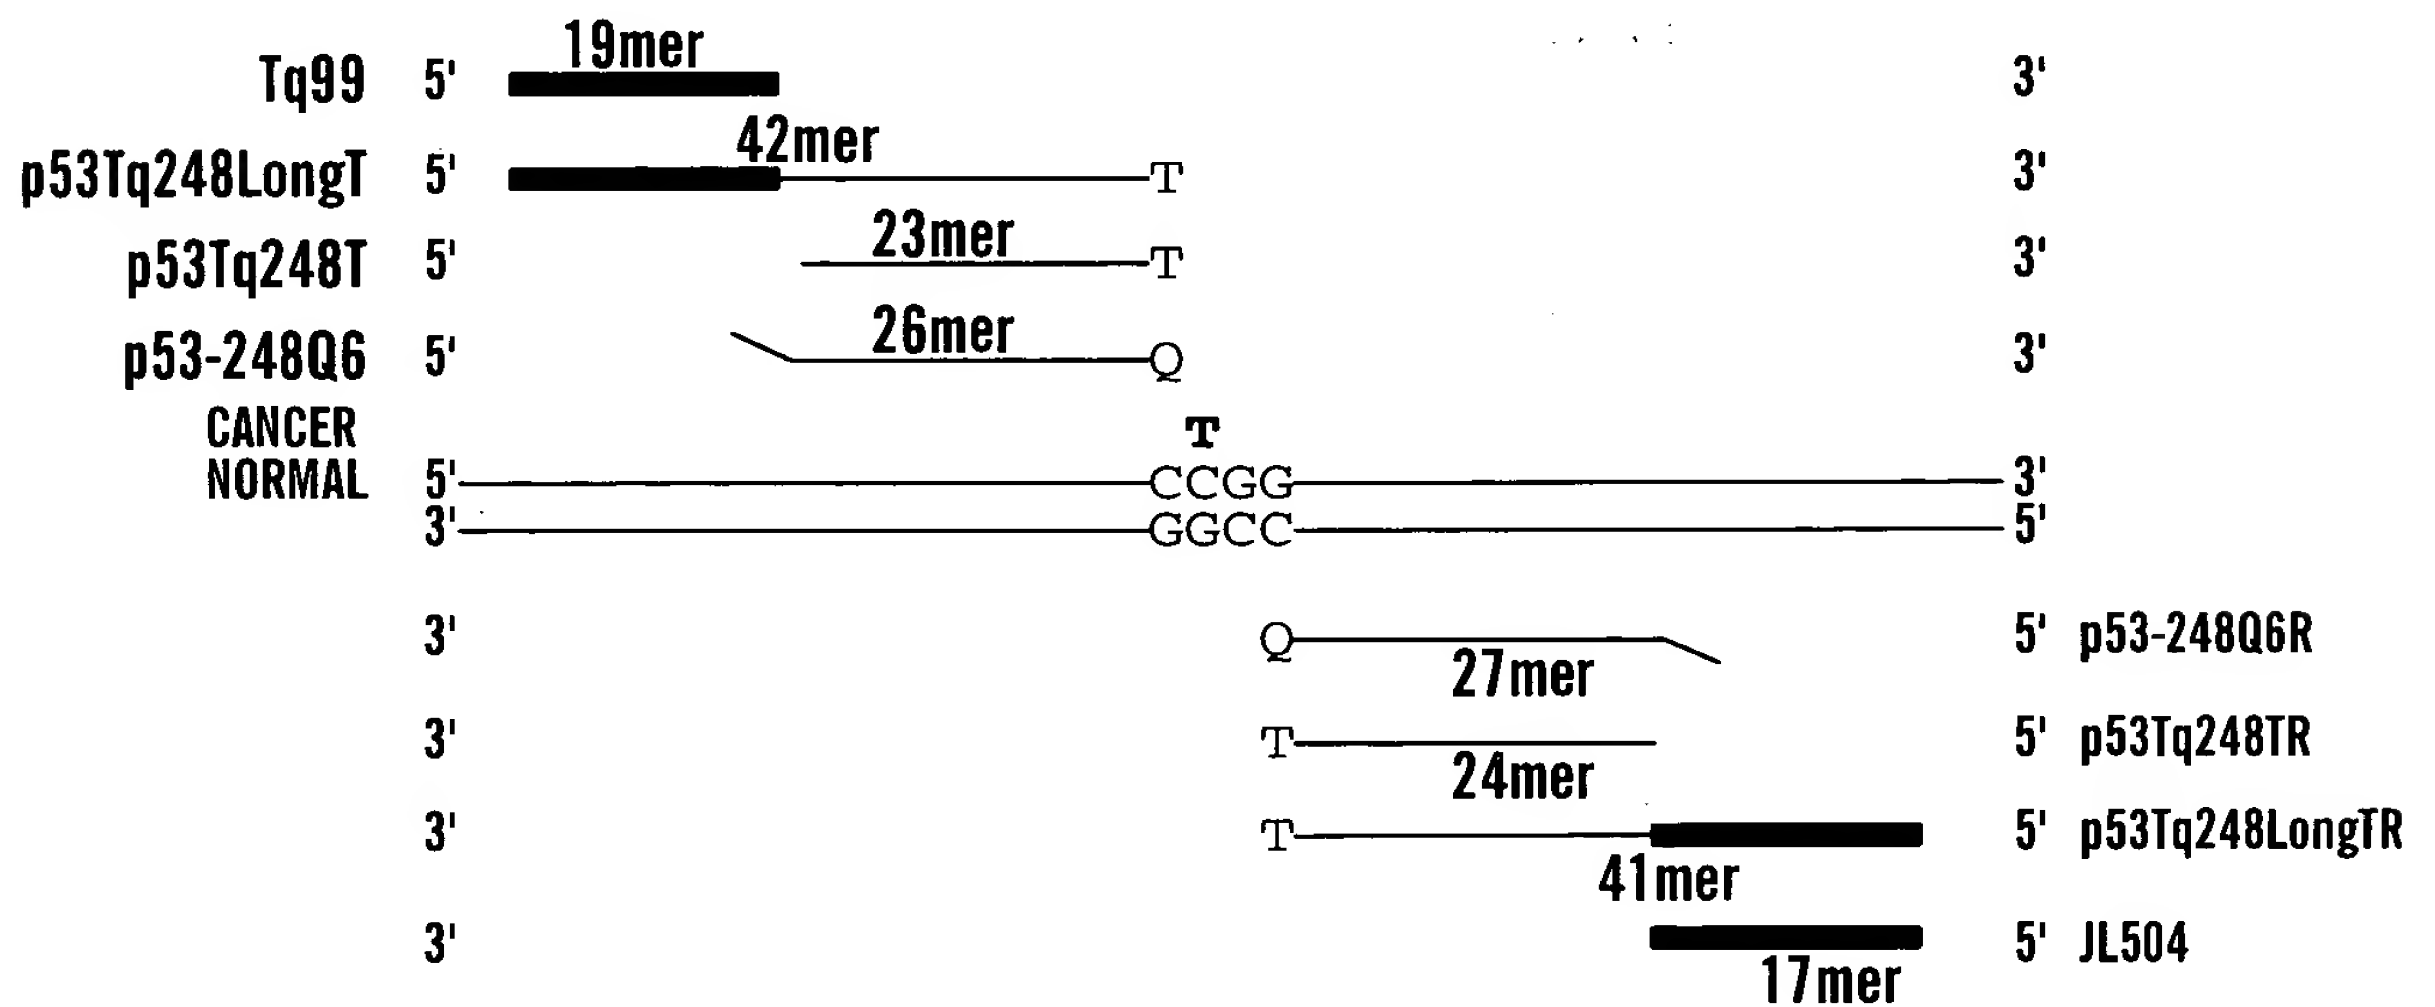 19mer
Tq99 5' 3'
42mer
p53Tq248LongT 5' T 3'
23mer
p53Tq248T 5' T 3'
26mer
p53-248Q6 5' Q 3'
CANCER T
NORMAL 5' CCGG 3'
3' GGCC 5'
3' Q 5' p53-248Q6R
27mer
3' T 5' p53Tq248TR
24mer
3' T 5' p53Tq248LongTR
41mer
3' 5' JL504
17mer